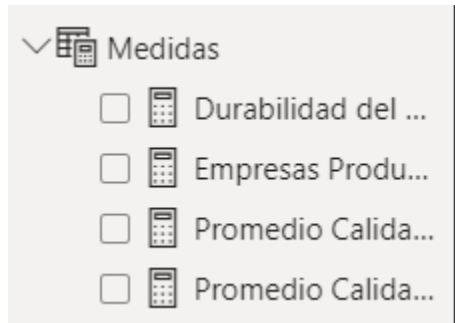 Medidas
Durabilidad del ...
Empresas Produ...
Promedio Calida...
Promedio Calida...